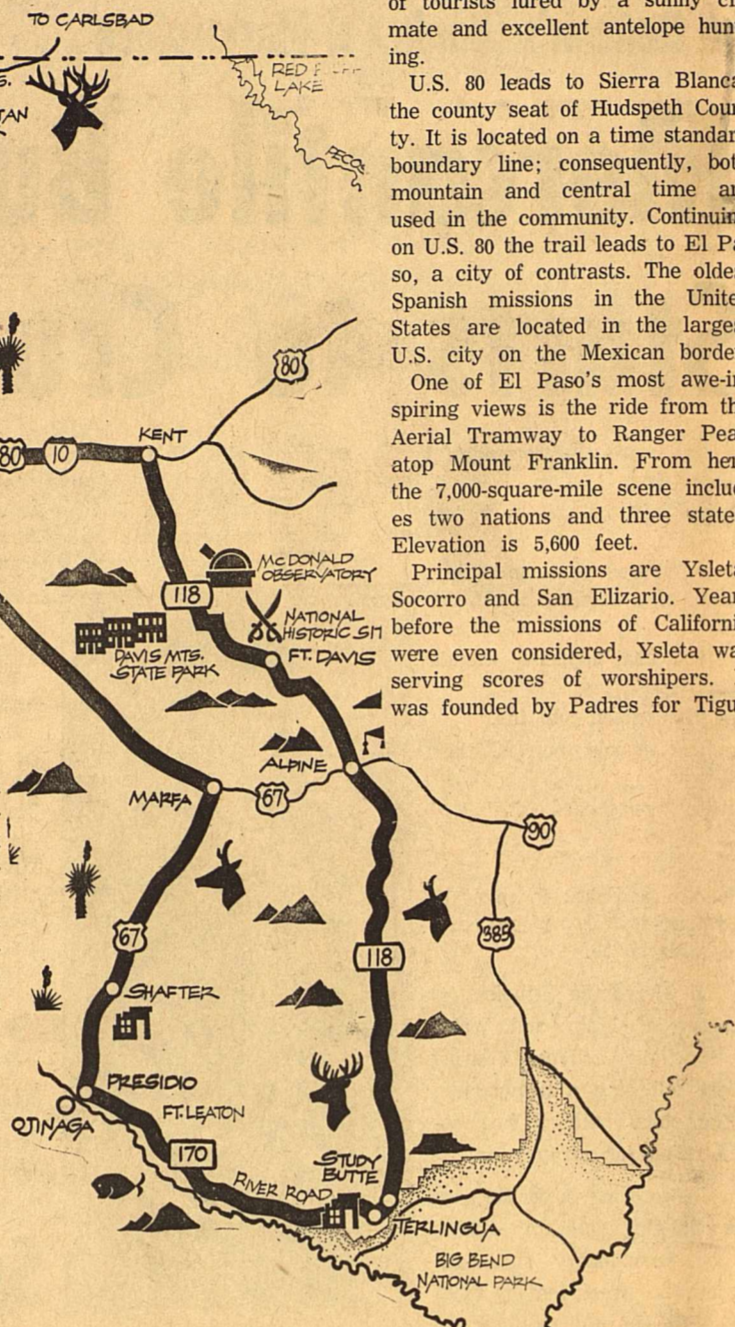 TO CARLSBAD
RED
LAKE
PECOS
80
80
10
KENT
McDONALD
OBSERVATORY
118
NATIONAL
HISTORIC SIT
DAVIS MTS.
STATE PARK
FT. DAVIS
ALPINE
MARFA
67
90
67
118
385
SHAFTER
PRESIDIO
OJINAGA
FT. LEATON
170
RIVER ROAD
STUDY
BUTTE
TERLINGUA
BIG BEND
NATIONAL PARK
of tourists lured by a sunny cli
mate and excellent antelope hun
ing.
U.S. 80 leads to Sierra Blanca
the county seat of Hudspeth Coun
ty. It is located on a time standar
boundary line; consequently, bot
mountain and central time ar
used in the community. Continuin
on U.S. 80 the trail leads to El Pa
so, a city of contrasts. The oldes
Spanish missions in the Unite
States are located in the larges
U.S. city on the Mexican border
One of El Paso's most awe-in
spiring views is the ride from th
Aerial Tramway to Ranger Pea
atop Mount Franklin. From her
the 7,000-square-mile scene includ
es two nations and three state
Elevation is 5,600 feet.
Principal missions are Ysleta
Socorro and San Elizario. Year
before the missions of Californi
were even considered, Ysleta wa
serving scores of worshipers.
was founded by Padres for Tigu